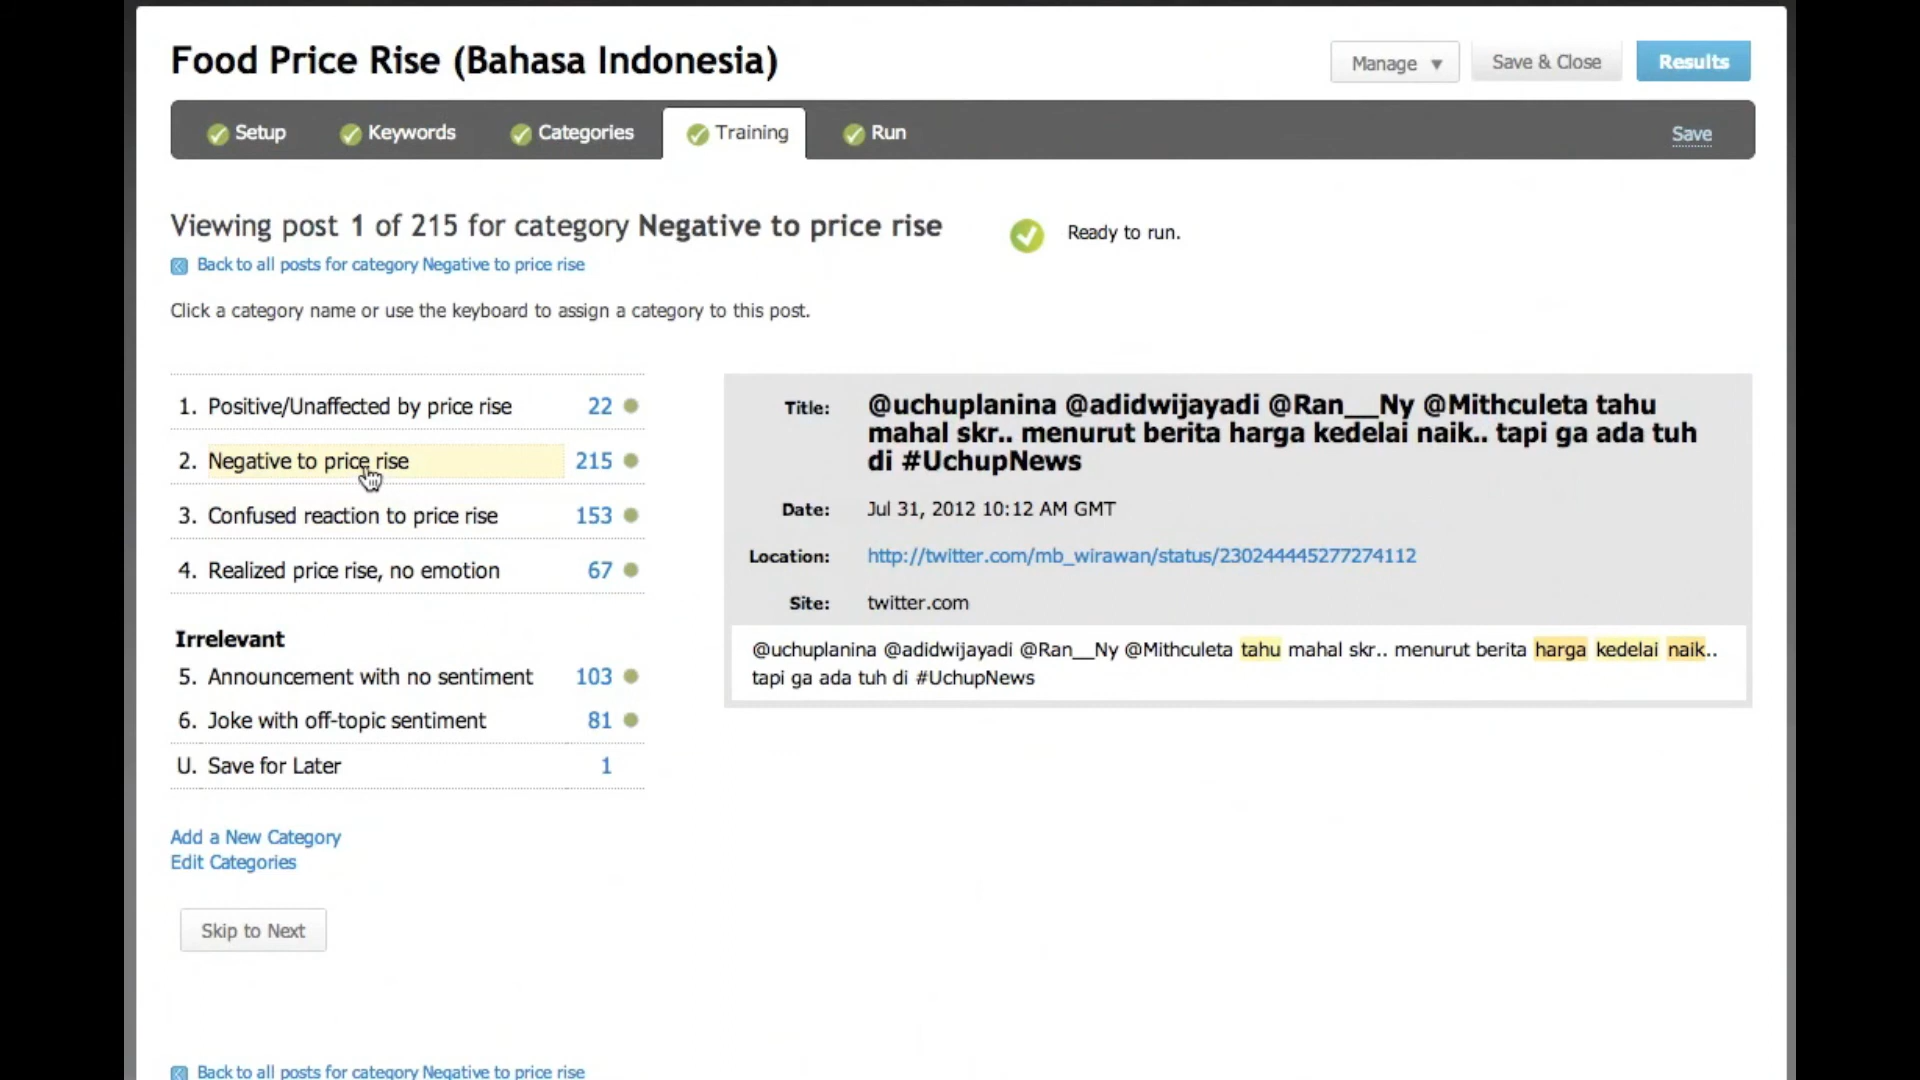 Food Price Rise (Bahasa Indonesia)
Manage ▼
Save & Close
Results
Setup
Keywords
Categories
Training
Run
Save
Viewing post 1 of 215 for category Negative to price rise
Ready to run.
Back to all posts for category Negative to price rise
Click a category name or use the keyboard to assign a category to this post.
1. Positive/Unaffected by price rise 22
2. Negative to price rise 215
3. Confused reaction to price rise 153
4. Realized price rise, no emotion 67
Irrelevant
5. Announcement with no sentiment 103
6. Joke with off-topic sentiment 81
U. Save for Later 1
Add a New Category
Edit Categories
Skip to Next
Title: @uchuplanina @adidwijayadi @Ran__Ny @Mithculeta tahu
mahal skr.. menurut berita harga kedelai naik.. tapi ga ada tuh
di #UchupNews
Date: Jul 31, 2012 10:12 AM GMT
Location: http://twitter.com/mb_wirawan/status/230244445277274112
Site: twitter.com
@uchuplanina @adidwijayadi @Ran__Ny @Mithculeta tahu mahal skr.. menurut berita harga kedelai naik..
tapi ga ada tuh di #UchupNews
Back to all posts for category Negative to price rise